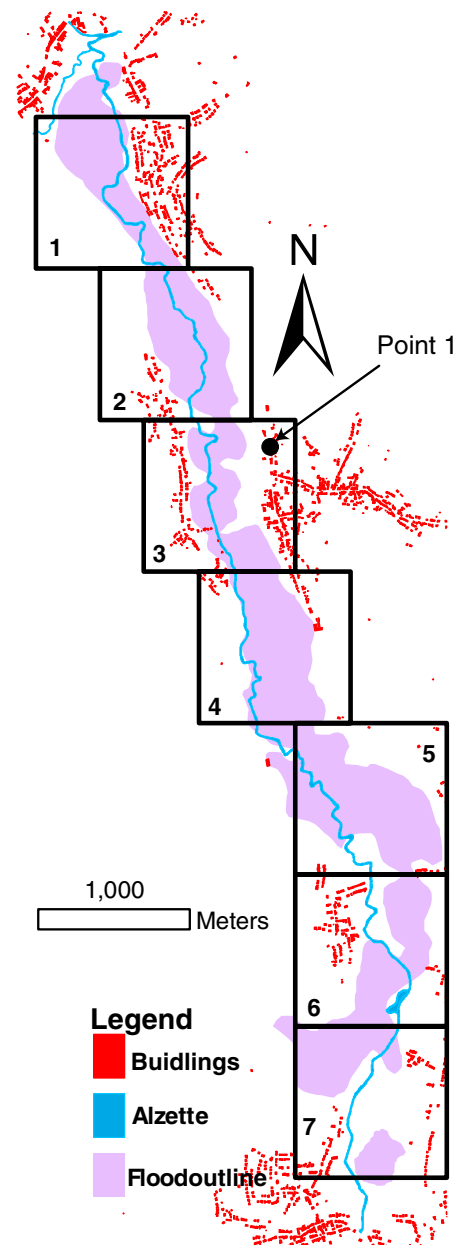 1
N
Point 1
2
3
4
5
1,000
Meters
6
Legend
Buidlings
Alzette
7
Floodoutline